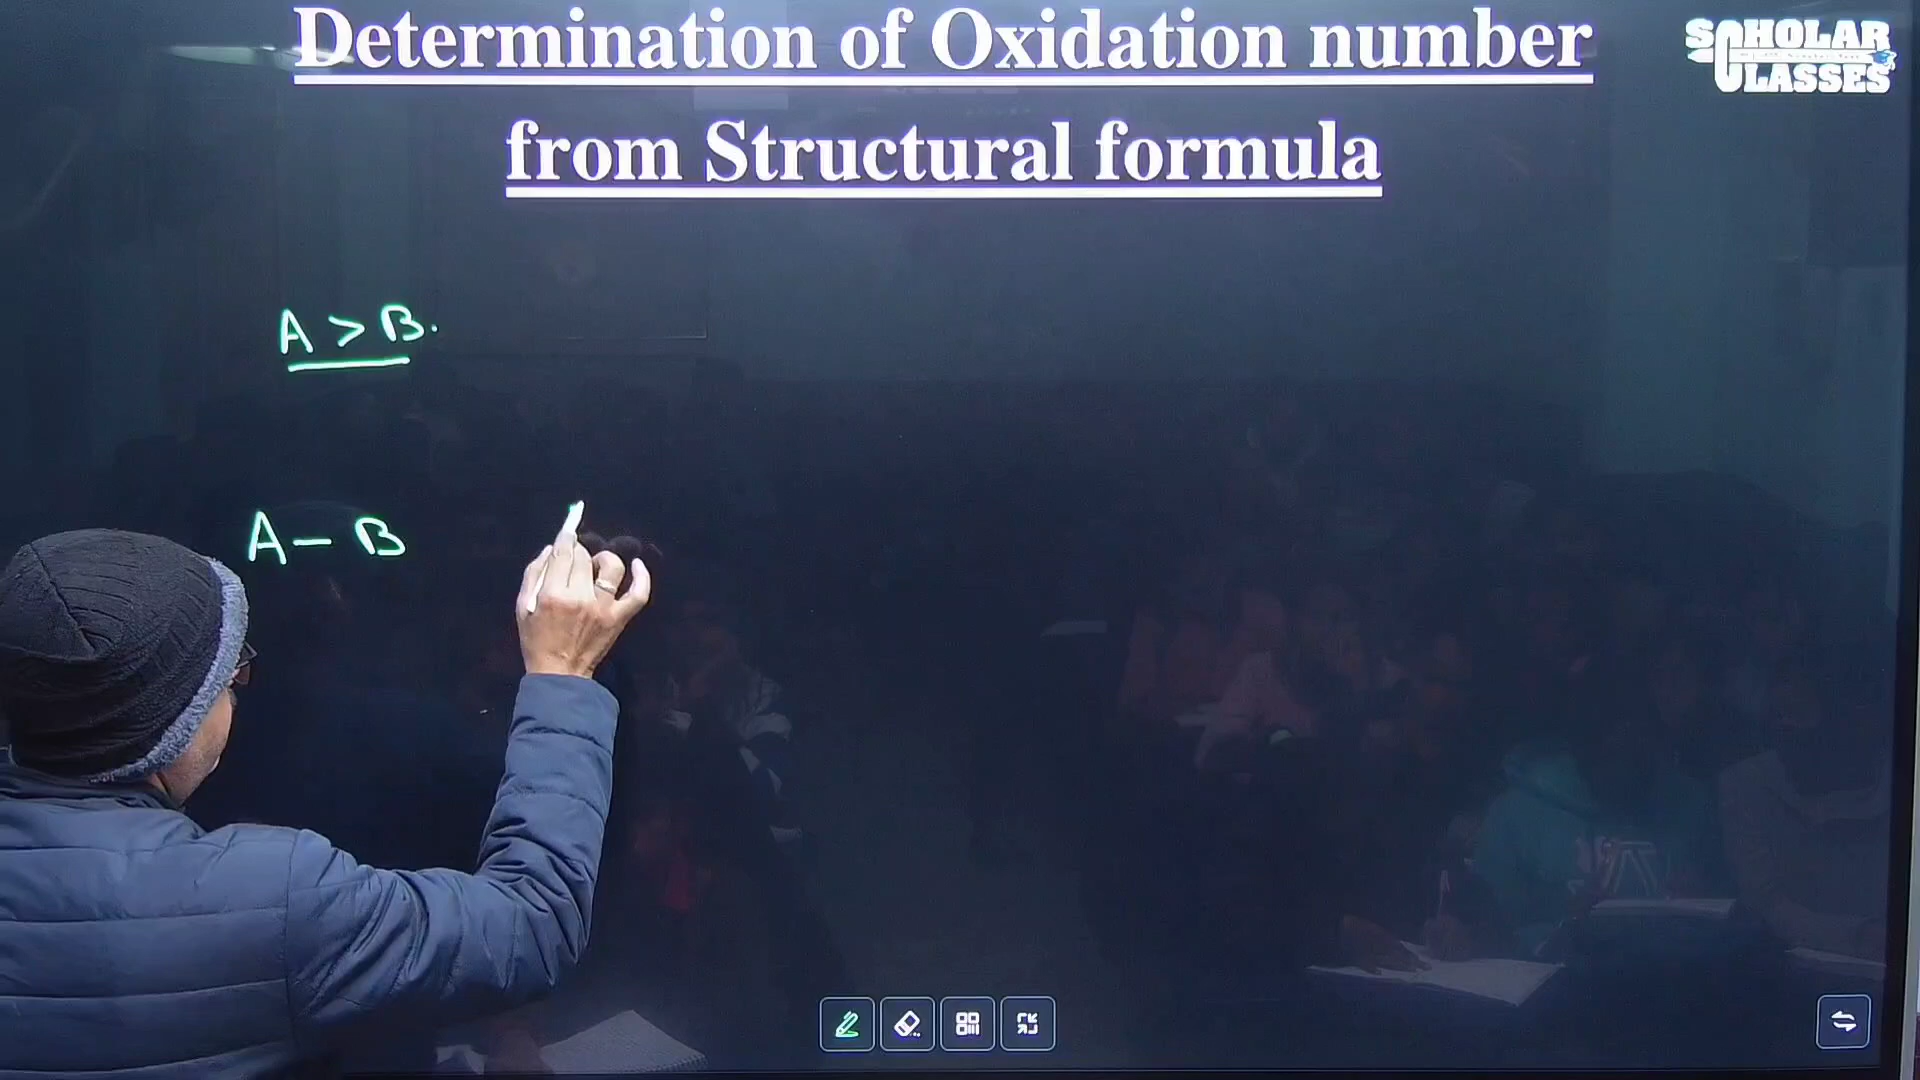 Determination of Oxidation number
from Structural formula
SCHOLAR
CLASSES
A > B.
A – B